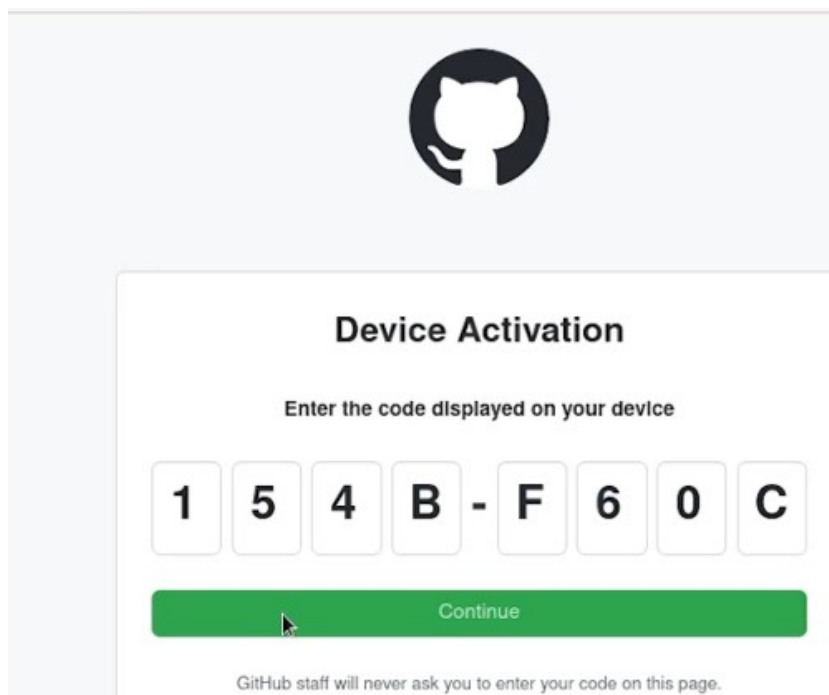 Device Activation
Enter the code displayed on your device
1 5 4 B - F 6 0 C
Continue
GitHub staff will never ask you to enter your code on this page.